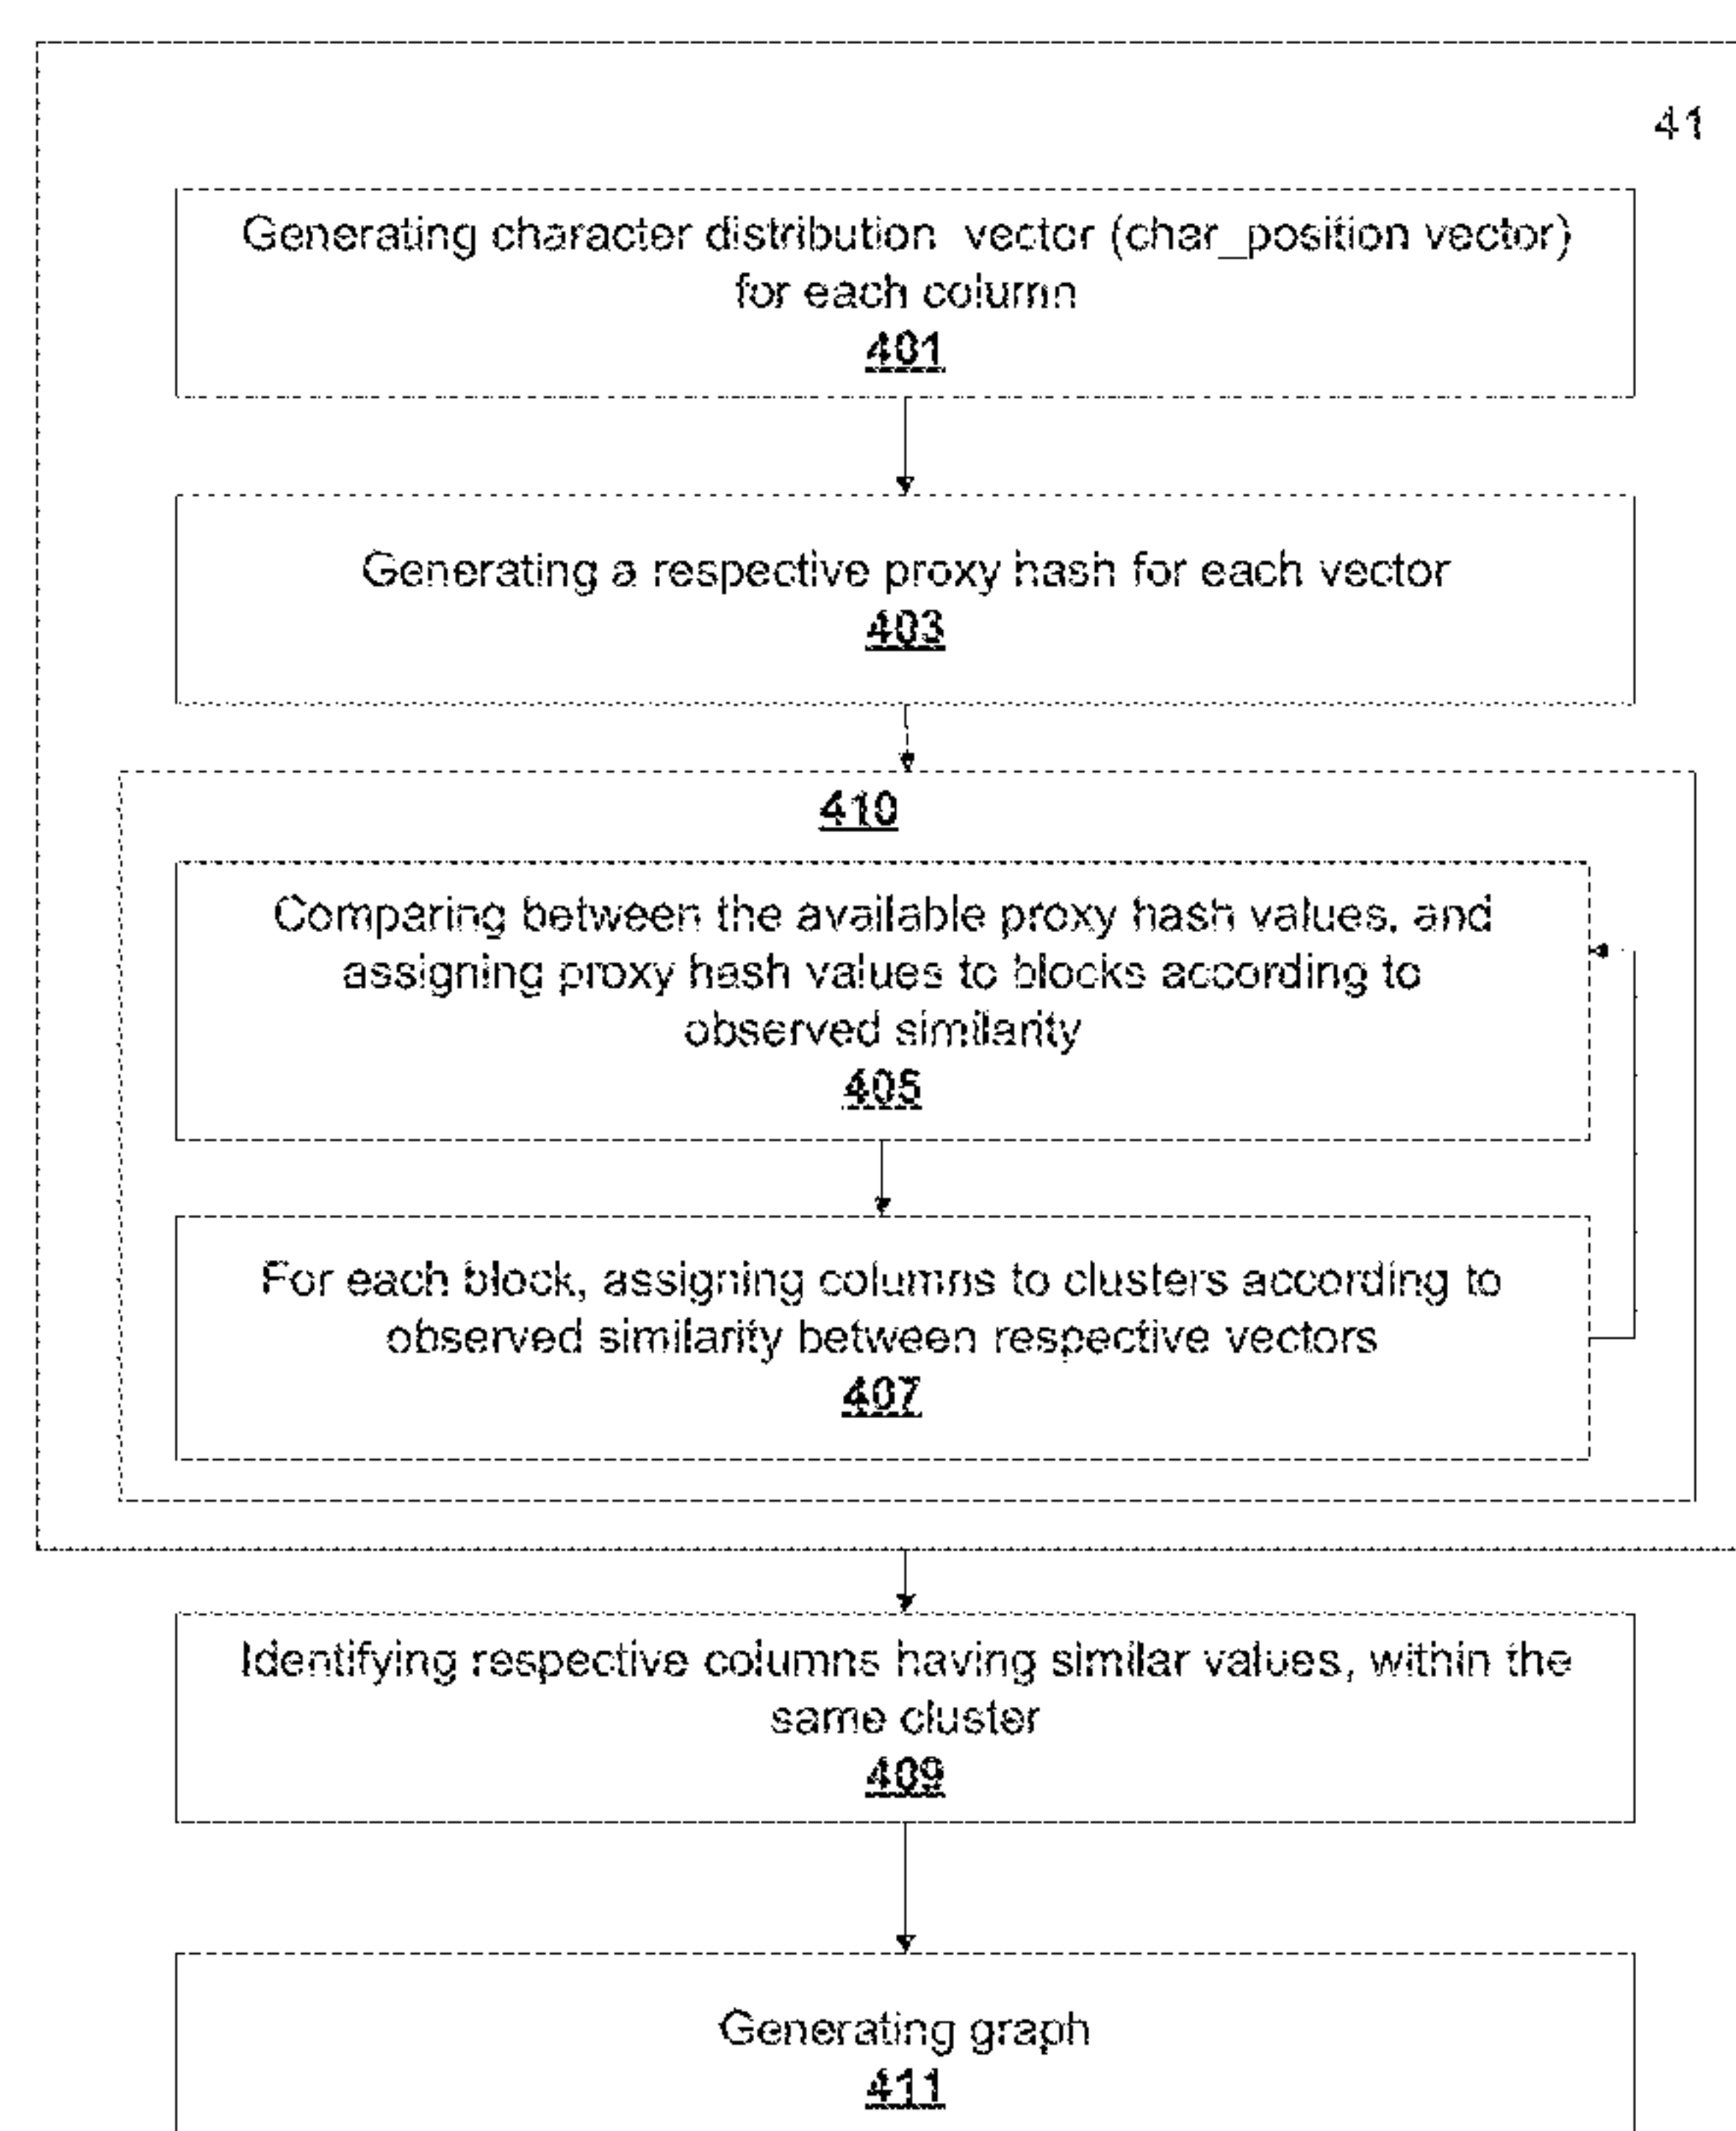 41
Generating character distribution vector (char_position vector)
for each column
401
Generating a respective proxy hash for each vector
403
410
Comparing between the available proxy hash values, and
assigning proxy hash values to blocks according to
observed similarity
405
For each block, assigning columns to clusters according to
observed similarity between respective vectors
407
Identifying respective columns having similar values, within the
same cluster
409
Generating graph
411